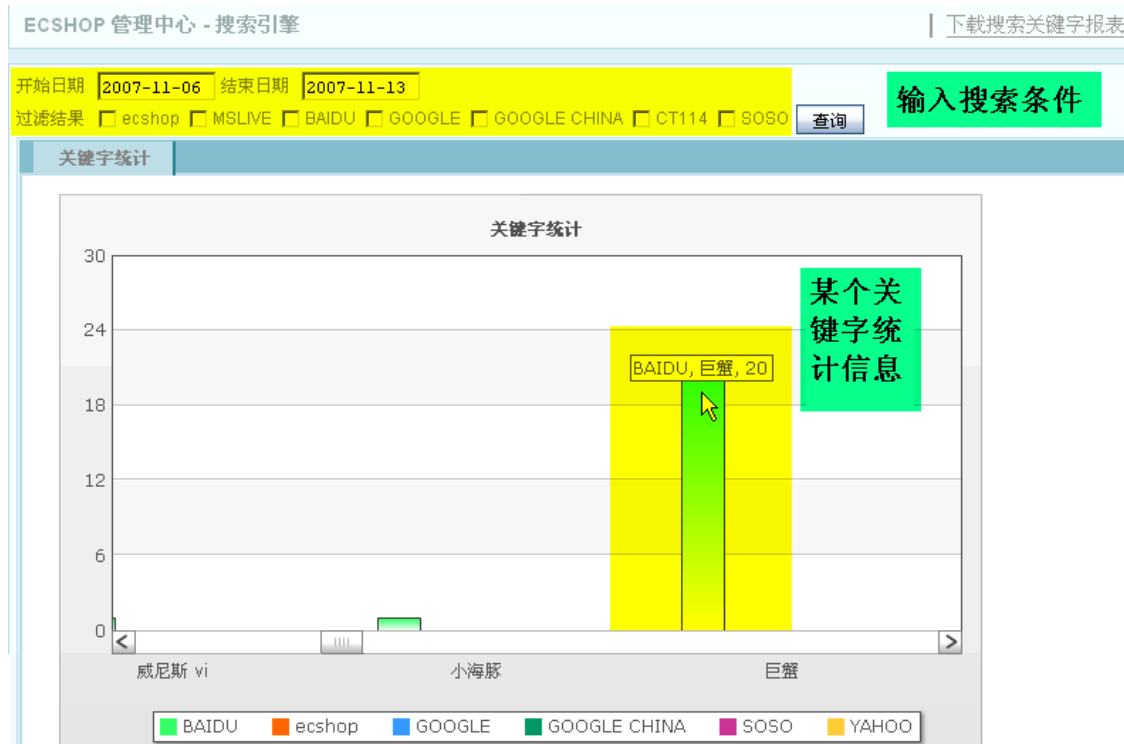 ECSHOP 管理中心 - 搜索引擎
下载搜索关键字报表
开始日期 2007-11-06 结束日期 2007-11-13
过滤结果 ecshop MSLIVE BAIDU GOOGLE GOOGLE CHINA CT114 SOSO 查询
输入搜索条件
关键字统计
关键字统计
30
24
18
12
6
0
某个关
键字统
计信息
BAIDU, 巨蟹, 20
威尼斯 vi
小海豚
巨蟹
BAIDU ecshop GOOGLE GOOGLE CHINA SOSO YAHOO